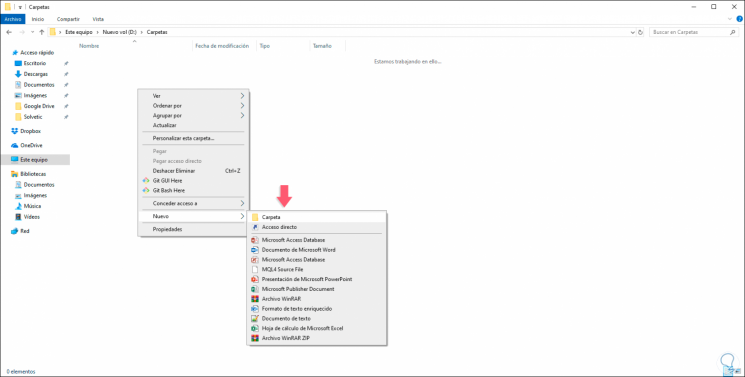 Carpetas
Archivo Inicio Compartir Vista
Este equipo > Nuevo vol (D:) > Carpetas
Buscar en Carpetas
Nombre Fecha de modificación Tipo Tamaño
Estamos trabajando en ello...
Acceso rápido
Escritorio
Descargas
Documentos
Imágenes
Google Drive
Solvetic
Dropbox
OneDrive
Este equipo
Bibliotecas
Documentos
Imágenes
Música
Vídeos
Red
Ver
Ordenar por
Agrupar por
Actualizar
Personalizar esta carpeta...
Pegar
Pegar acceso directo
Deshacer Eliminar Ctrl+Z
Git GUI Here
Git Bash Here
Conceder acceso a
Nuevo
Propiedades
Carpeta
Acceso directo
Microsoft Access Database
Documento de Microsoft Word
Microsoft Access Database
MQL4 Source File
Presentación de Microsoft PowerPoint
Microsoft Publisher Document
Archivo WinRAR
Formato de texto enriquecido
Documento de texto
Hoja de cálculo de Microsoft Excel
Archivo WinRAR ZIP
0 elementos